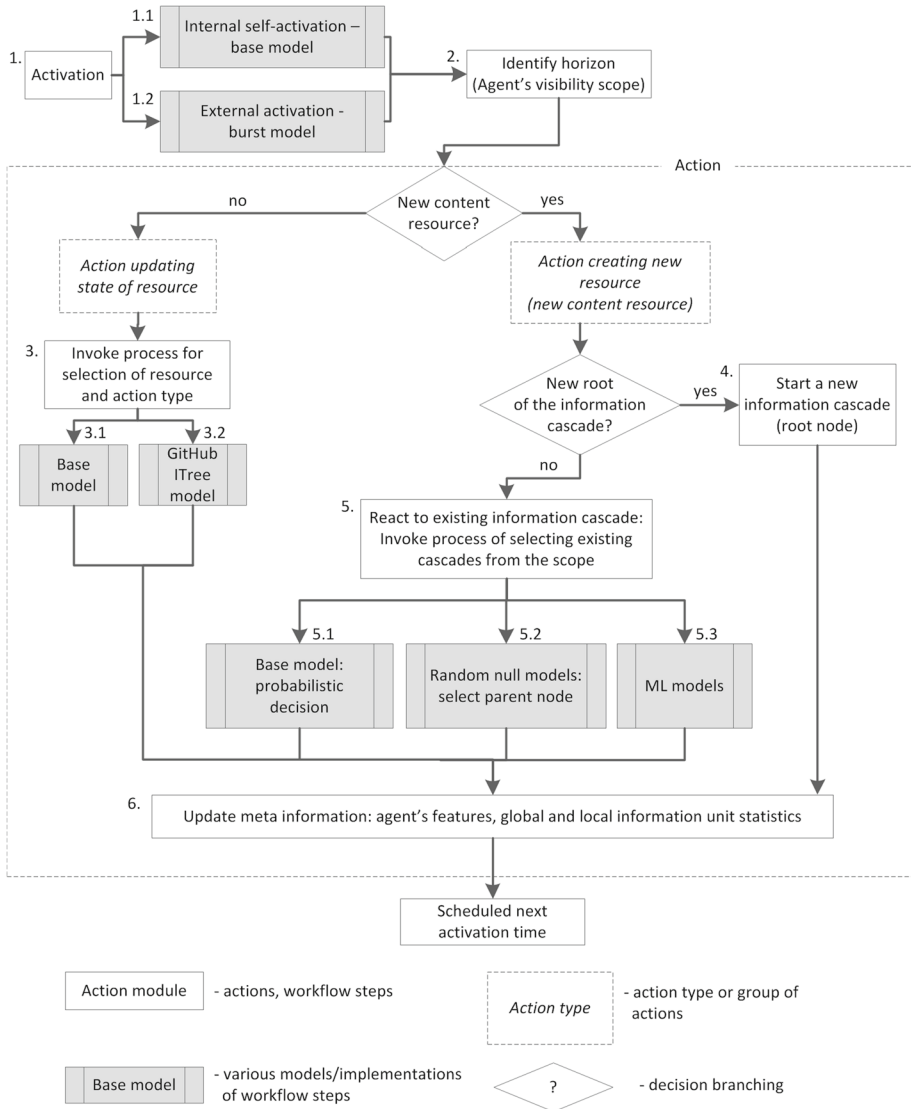 1.
Activation
1.1
Internal self-activation –
base model
1.2
External activation -
burst model
2.
Identify horizon
(Agent's visibility scope)
Action
New content
resource?
no
yes
Action updating
state of resource
Action creating new
resource
(new content resource)
3.
Invoke process for
selection of resource
and action type
3.1
Base
model
3.2
GitHub
ITree
model
New root
of the information
cascade?
yes
no
4.
Start a new
information cascade
(root node)
5.
React to existing information cascade:
Invoke process of selecting existing
cascades from the scope
5.1
Base model:
probabilistic
decision
5.2
Random null models:
select parent node
5.3
ML models
6.
Update meta information: agent's features, global and local information unit statistics
Scheduled next
activation time
Action module
- actions, workflow steps
Action type
- action type or group of
actions
Base model
- various models/implementations
of workflow steps
?
- decision branching